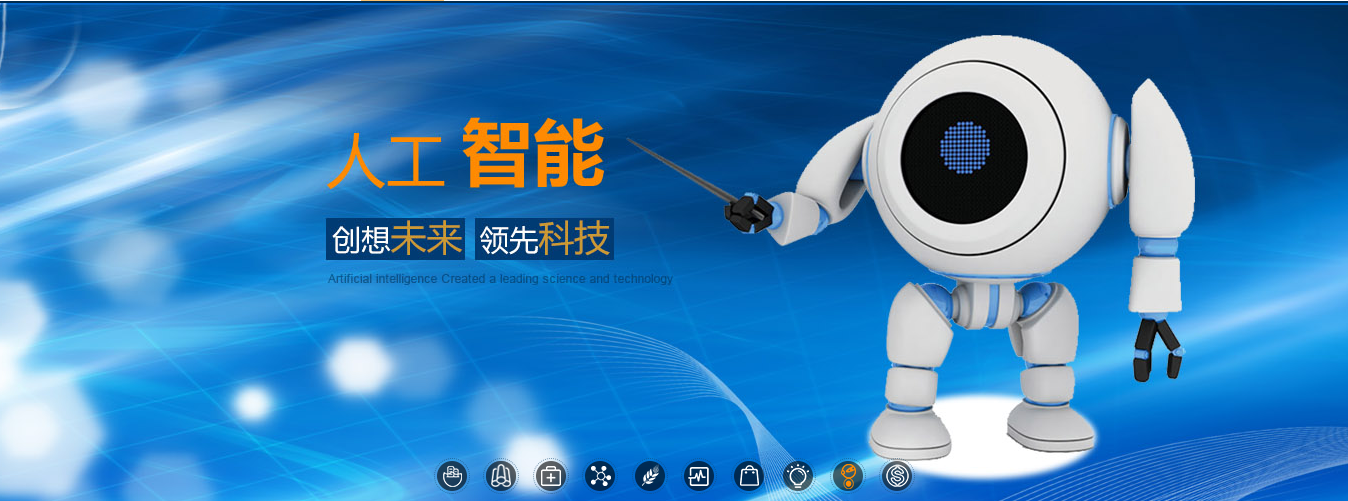 人工智能
创想未来 领先科技
Artificial intelligence Created a leading science and technology